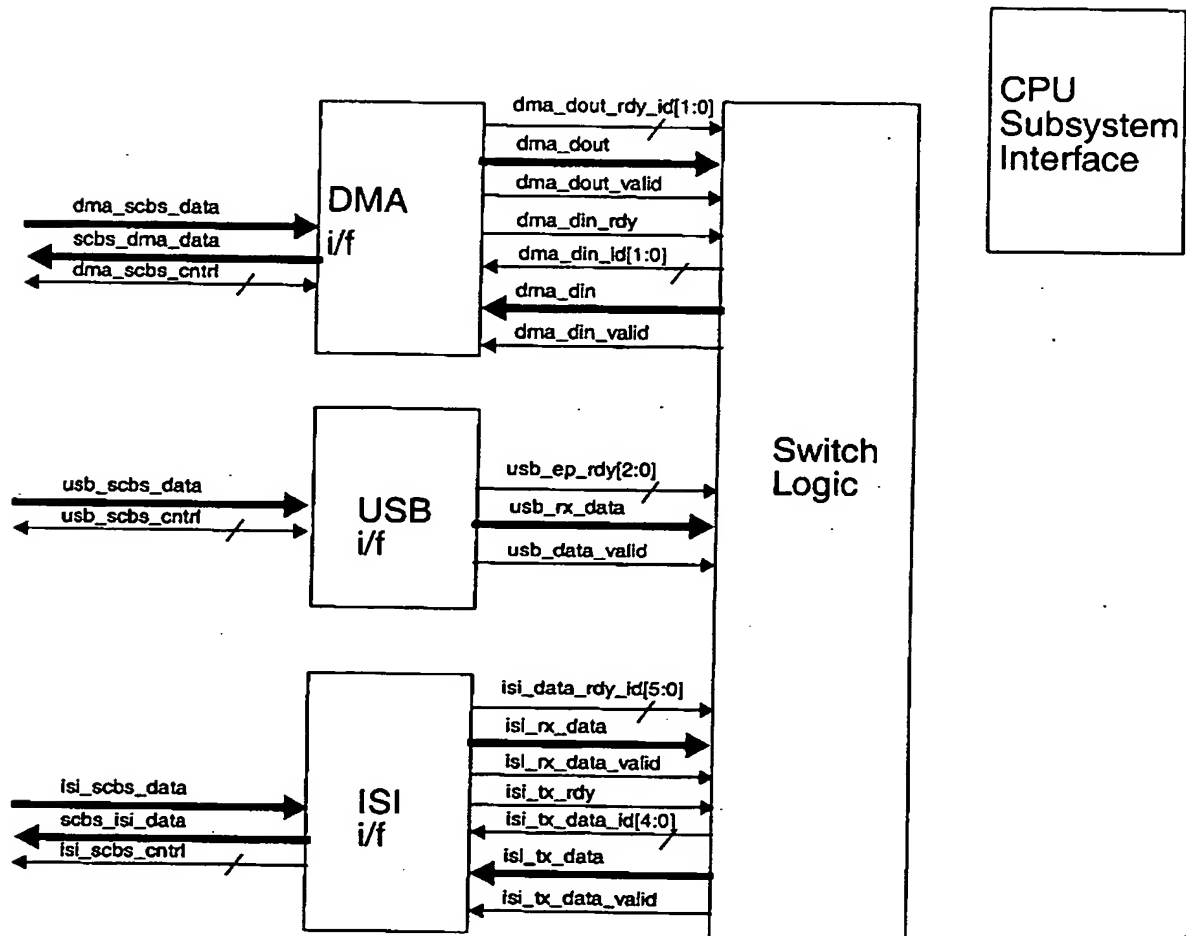 CPU
Subsystem
Interface
dma_dout_rdy_id[1:0]
dma_dout
dma_dout_valid
dma_din_rdy
dma_din_id[1:0]
dma_din
dma_din_valid
DMA
i/f
dma_scbs_data
scbs_dma_data
dma_scbs_cntrl
Switch
Logic
usb_ep_rdy[2:0]
usb_rx_data
usb_data_valid
usb_scbs_data
usb_scbs_cntrl
USB
i/f
isi_data_rdy_id[5:0]
isi_rx_data
isi_rx_data_valid
isi_tx_rdy
isi_tx_data_id[4:0]
isi_tx_data
isi_tx_data_valid
isi_scbs_data
scbs_isi_data
isi_scbs_cntrl
ISI
i/f